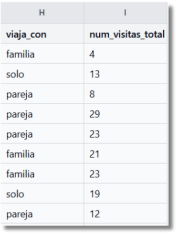 H I
viaja_con num_visitas_total
familia 4
solo 13
pareja 8
pareja 29
pareja 23
familia 21
familia 23
solo 19
pareja 12